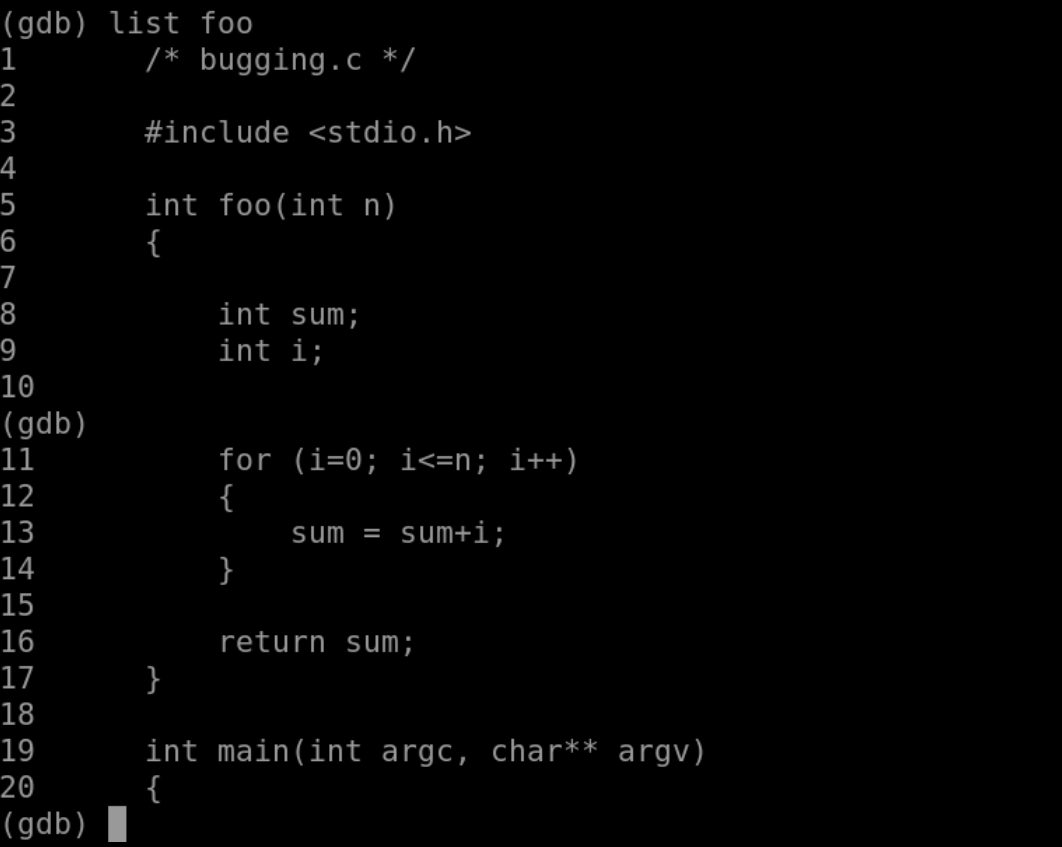 (gdb) list foo
1       /* bugging.c */
2
3       #include <stdio.h>
4
5       int foo(int n)
6       {
7
8           int sum;
9           int i;
10
(gdb)
11          for (i=0; i<=n; i++)
12          {
13              sum = sum+i;
14          }
15
16          return sum;
17      }
18
19      int main(int argc, char** argv)
20      {
(gdb)